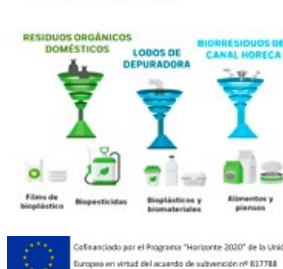 RESIDUOS ORGÁNICOS
DOMÉSTICOS
LODOS DE
DEPURADORA
BIORRESIDUOS DE
CANAL HORECA
Films de
bioplástico
Biopesticidas
Bioplásticos y
biomateriales
Alimentos y
piensos
Cofinanciado por el Programa "Horizonte 2020" de la Unió
Europea en virtud del acuerdo de subvención nº 817788